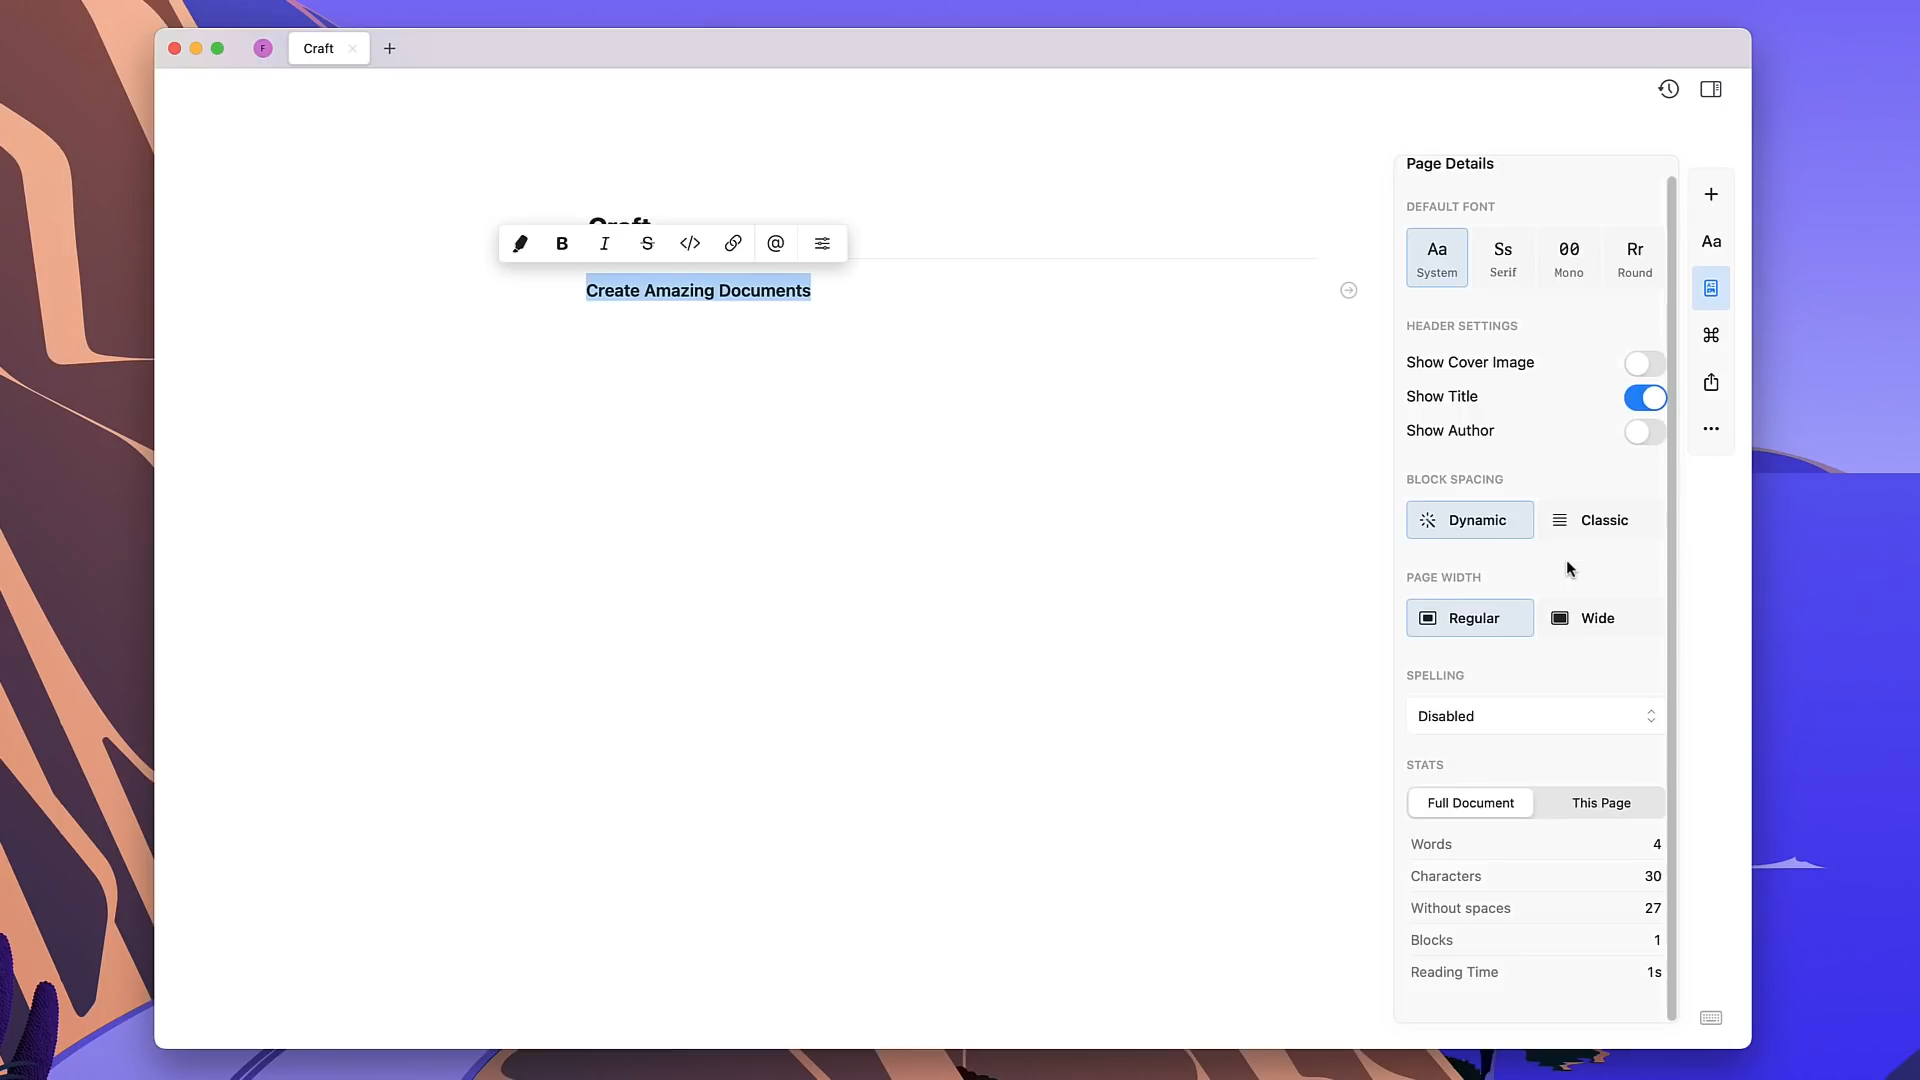 F
Craft
Craft
B I S </> @
Create Amazing Documents
Page Details
DEFAULT FONT
Aa Ss 00 Rr
System Serif Mono Round
HEADER SETTINGS
Show Cover Image
Show Title
Show Author
BLOCK SPACING
Dynamic Classic
PAGE WIDTH
Regular Wide
SPELLING
Disabled
STATS
Full Document This Page
Words 4
Characters 30
Without spaces 27
Blocks 1
Reading Time 1s
Aa